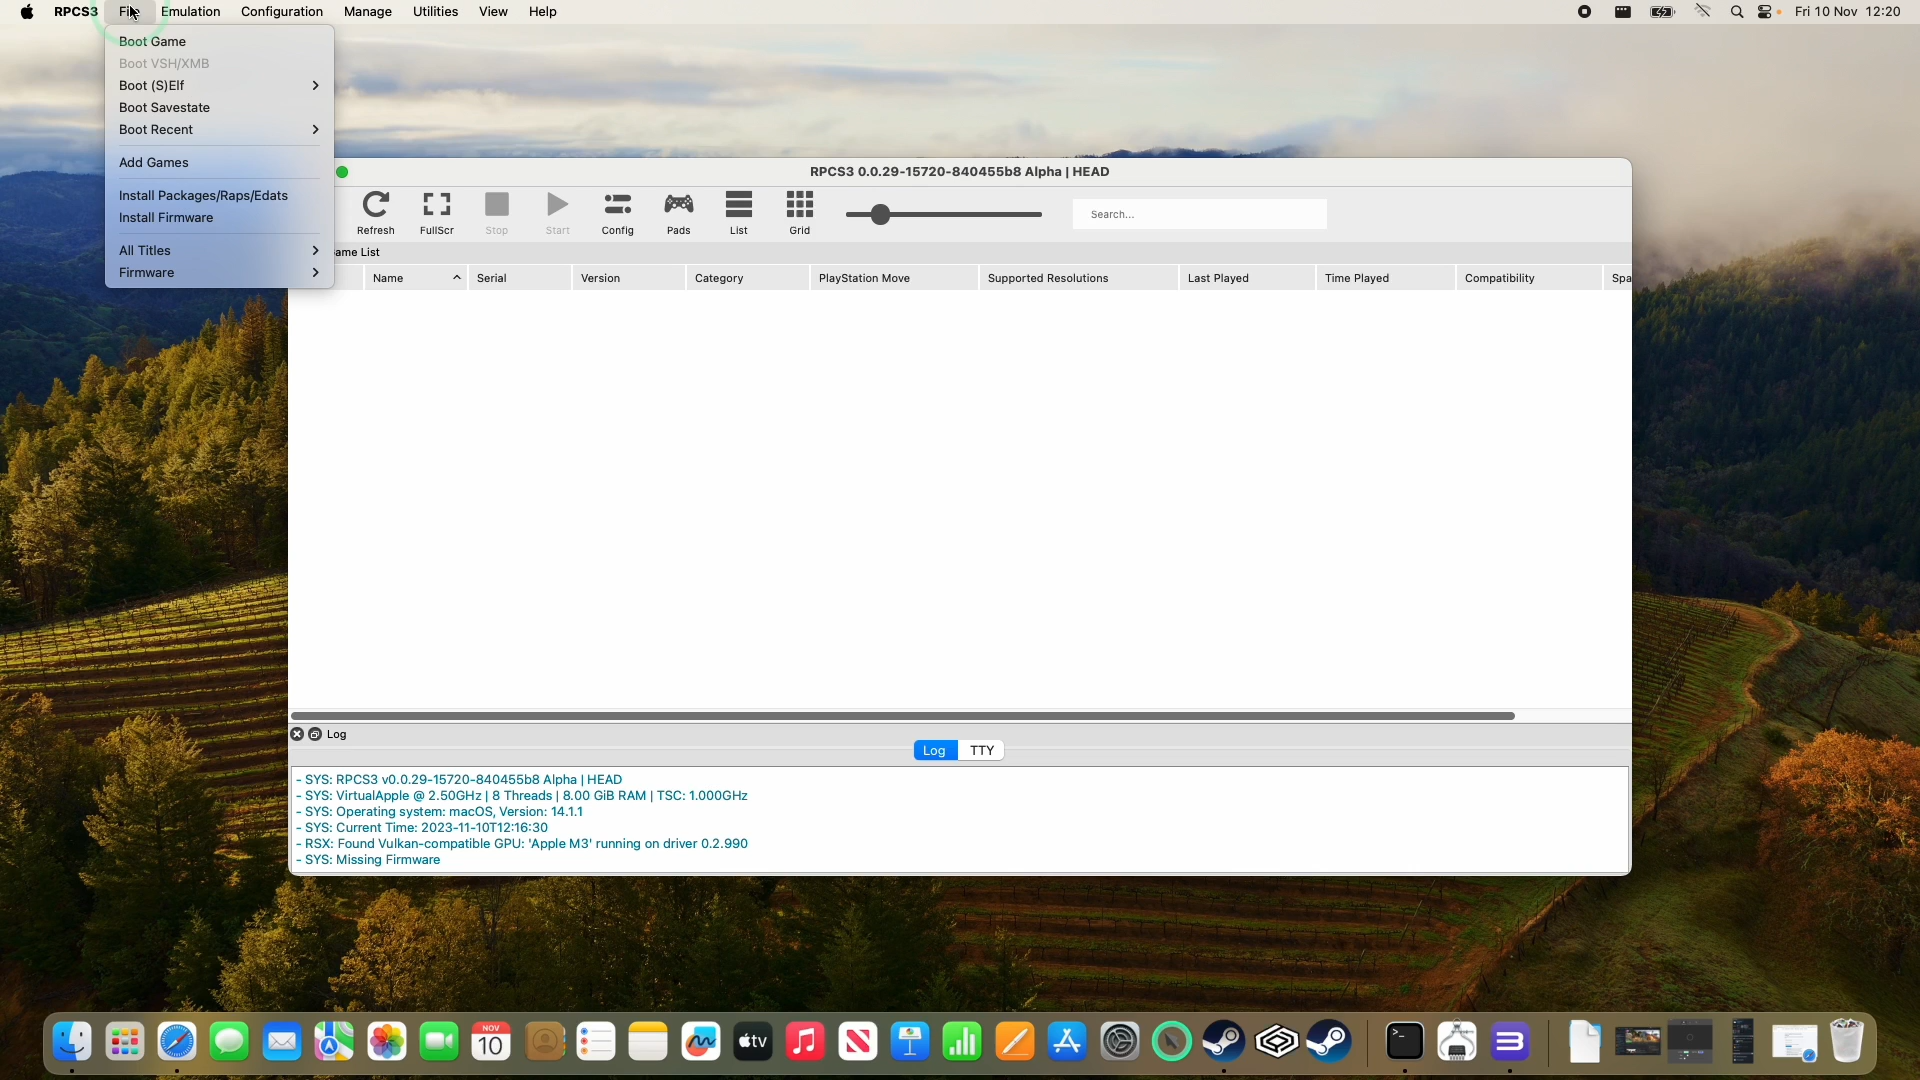 RPCS3 File Emulation Configuration Manage Utilities View Help Fri 10 Nov 12:20
Boot Game
Boot VSH/XMB
Boot (S)Elf
Boot Savestate
Boot Recent
Add Games
Install Packages/Raps/Edats
Install Firmware
All Titles
Firmware
RPCS3 0.0.29-15720-840455b8 Alpha | HEAD
Refresh FullScr Stop Start Config Pads List Grid Search...
ame List
Name Serial Version Category PlayStation Move Supported Resolutions Last Played Time Played Compatibility Spa
Log
Log TTY
- SYS: RPCS3 v0.0.29-15720-840455b8 Alpha | HEAD
- SYS: VirtualApple @ 2.50GHz | 8 Threads | 8.00 GiB RAM | TSC: 1.000GHz
- SYS: Operating system: macOS, Version: 14.1.1
- SYS: Current Time: 2023-11-10T12:16:30
- RSX: Found Vulkan-compatible GPU: 'Apple M3' running on driver 0.2.990
- SYS: Missing Firmware
NOV
10
tv